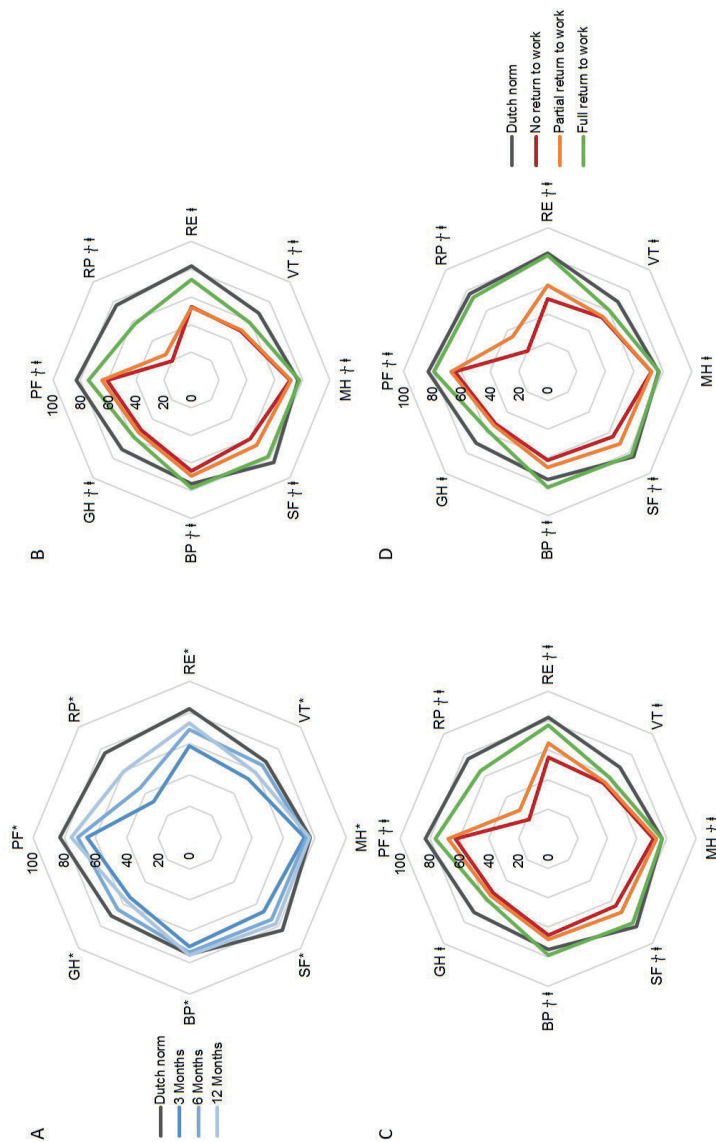 A
Dutch norm
3 Months
6 Months
12 Months
PF*
RP*
RE*
VT*
MH*
SF*
BP*
GH*
100
80
60
40
20
0
B
PF †ǂ
RP †ǂ
RE ǂ
VT †ǂ
MH †ǂ
SF †ǂ
BP †ǂ
GH †ǂ
100
80
60
40
20
0
C
PF †ǂ
RP †ǂ
RE †ǂ
VT ǂ
MH †ǂ
SF †ǂ
BP †ǂ
GH ǂ
100
80
60
40
20
0
D
PF †ǂ
RP †ǂ
RE †ǂ
VT ǂ
MH ǂ
SF †ǂ
BP †ǂ
GH ǂ
100
80
60
40
20
0
Dutch norm
No return to work
Partial return to work
Full return to work